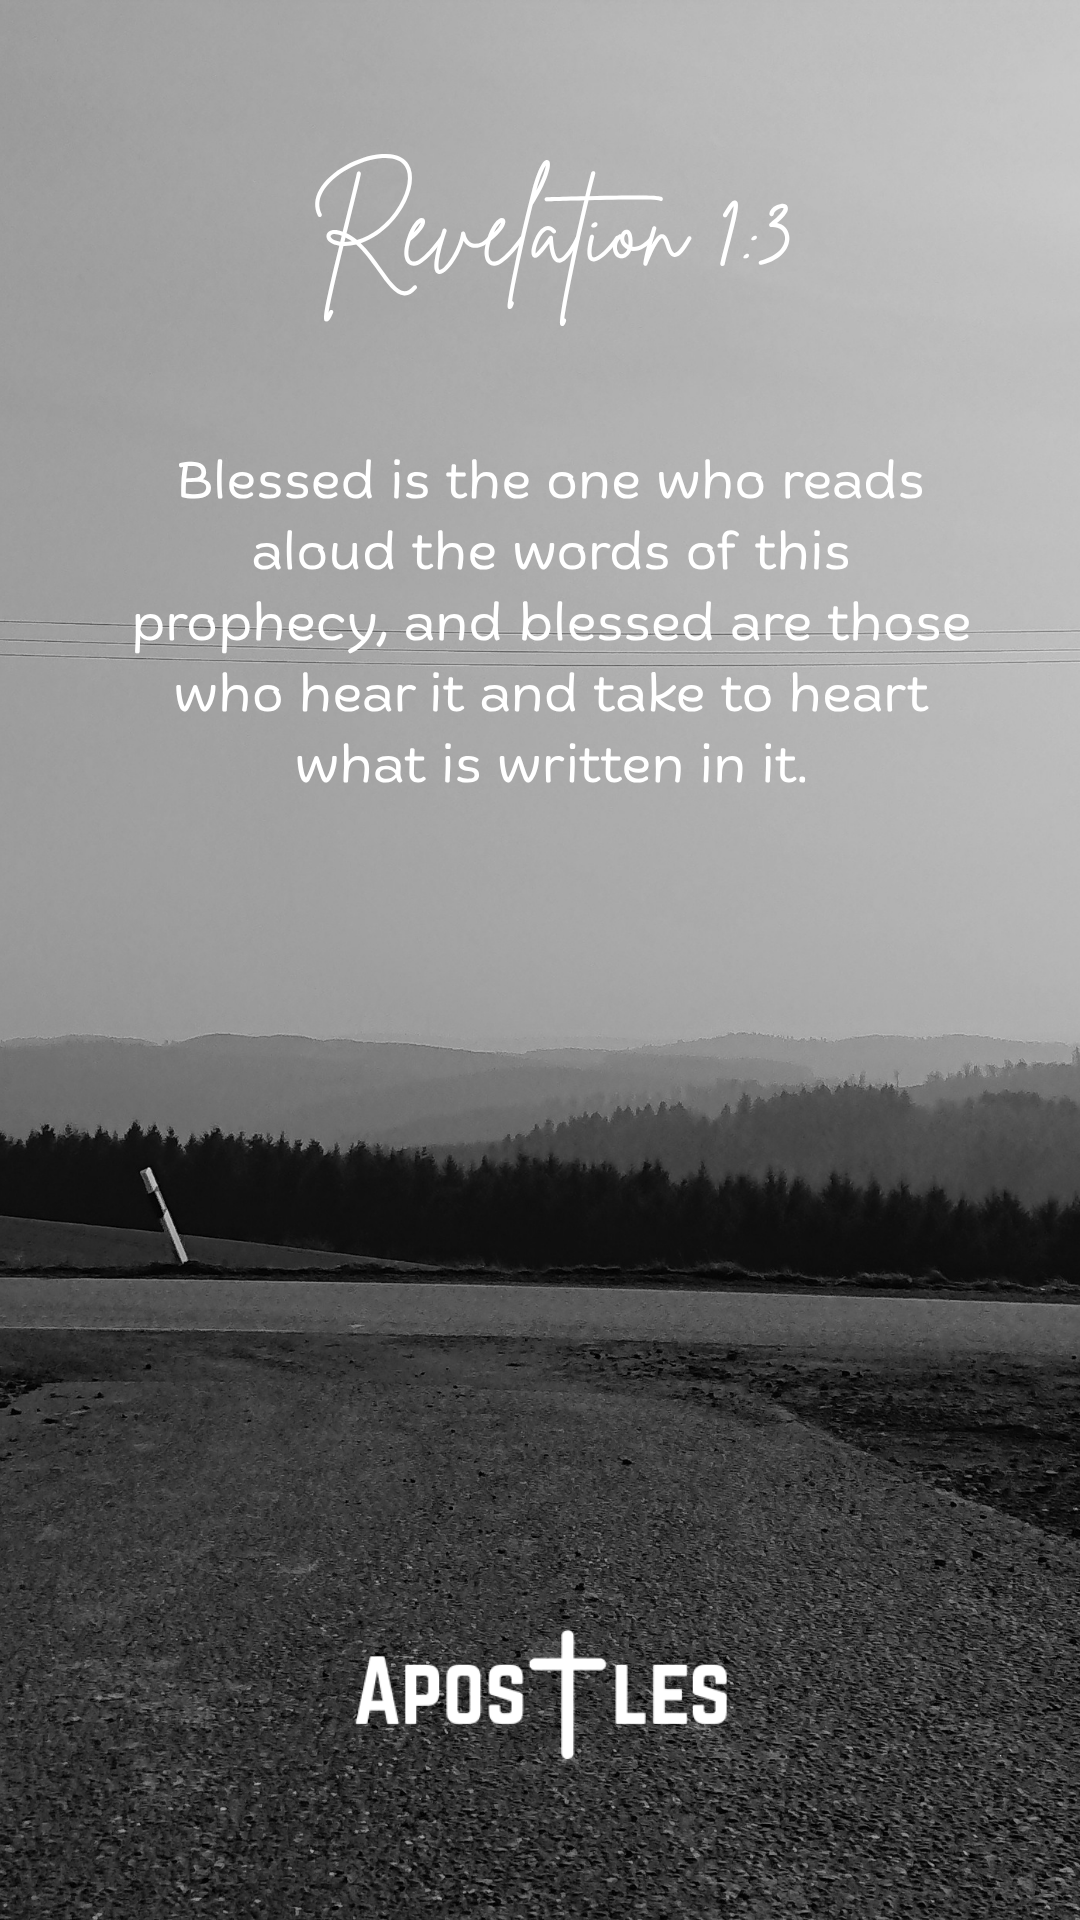 Revelation 1:3
Blessed is the one who reads
aloud the words of this
prophecy, and blessed are those
who hear it and take to heart
what is written in it.
APOSTLES